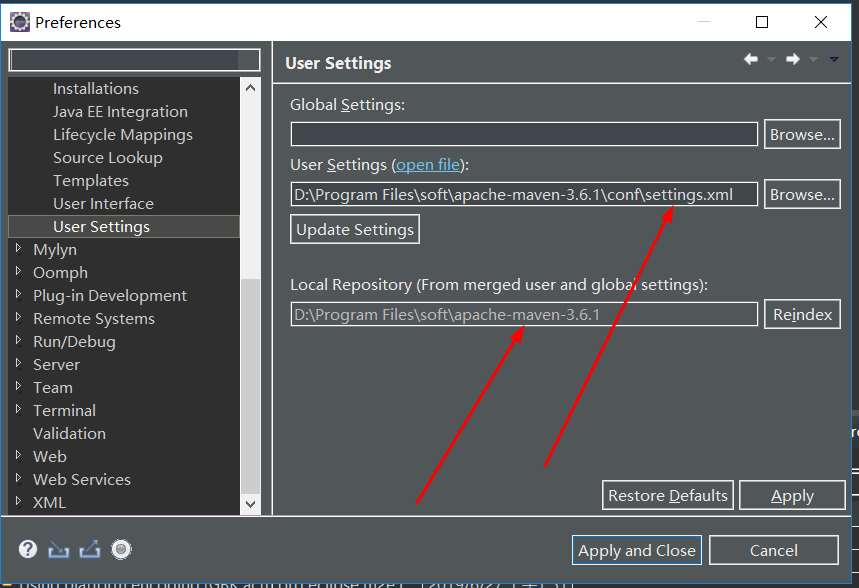 Preferences
Installations
Java EE Integration
Lifecycle Mappings
Source Lookup
Templates
User Interface
User Settings
Mylyn
Oomph
Plug-in Development
Remote Systems
Run/Debug
Server
Team
Terminal
Validation
Web
Web Services
XML
User Settings
Global Settings:
Browse...
User Settings (open file):
D:\Program Files\soft\apache-maven-3.6.1\conf\settings.xml
Browse...
Update Settings
Local Repository (From merged user and global settings):
D:\Program Files\soft\apache-maven-3.6.1
Reindex
Restore Defaults
Apply
Apply and Close
Cancel